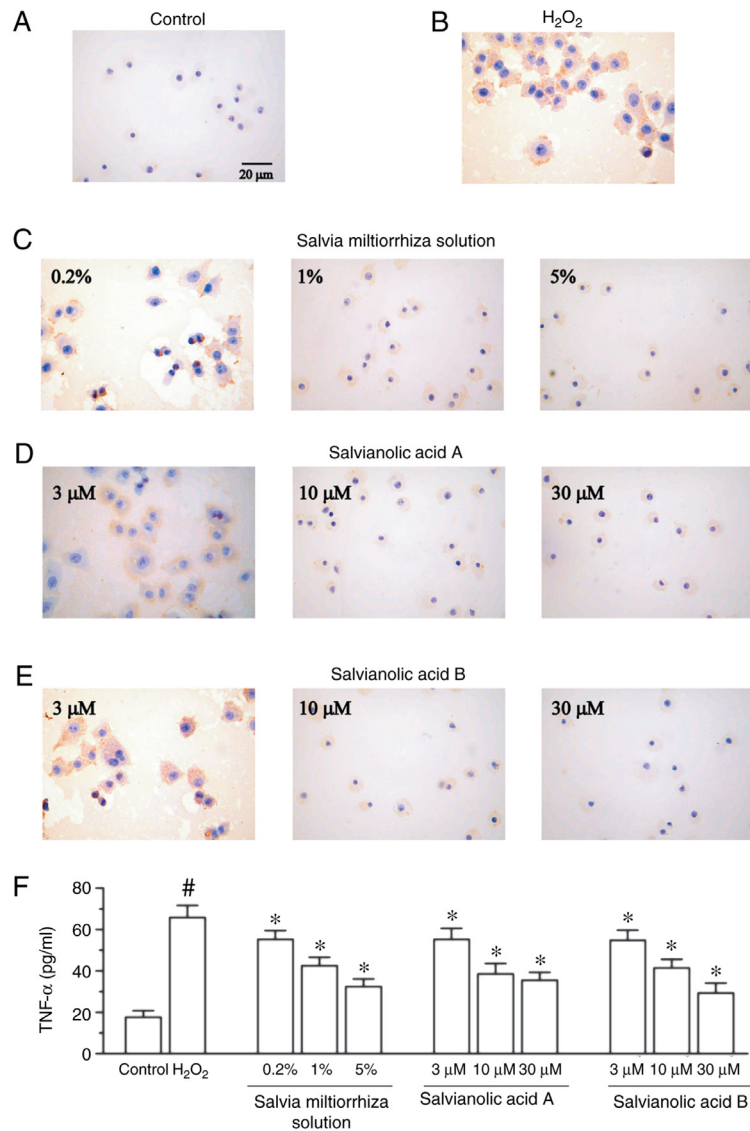 A Control
B H₂O₂
20 μm
C Salvia miltiorrhiza solution
0.2% 1% 5%
D Salvianolic acid A
3 μM 10 μM 30 μM
E Salvianolic acid B
3 μM 10 μM 30 μM
F
TNF-α (pg/ml)
80
60
40
20
0
#
* * * * * * * * *
Control H₂O₂ 0.2% 1% 5% 3 μM 10 μM 30 μM 3 μM 10 μM 30 μM
Salvia miltiorrhiza solution
Salvianolic acid A
Salvianolic acid B